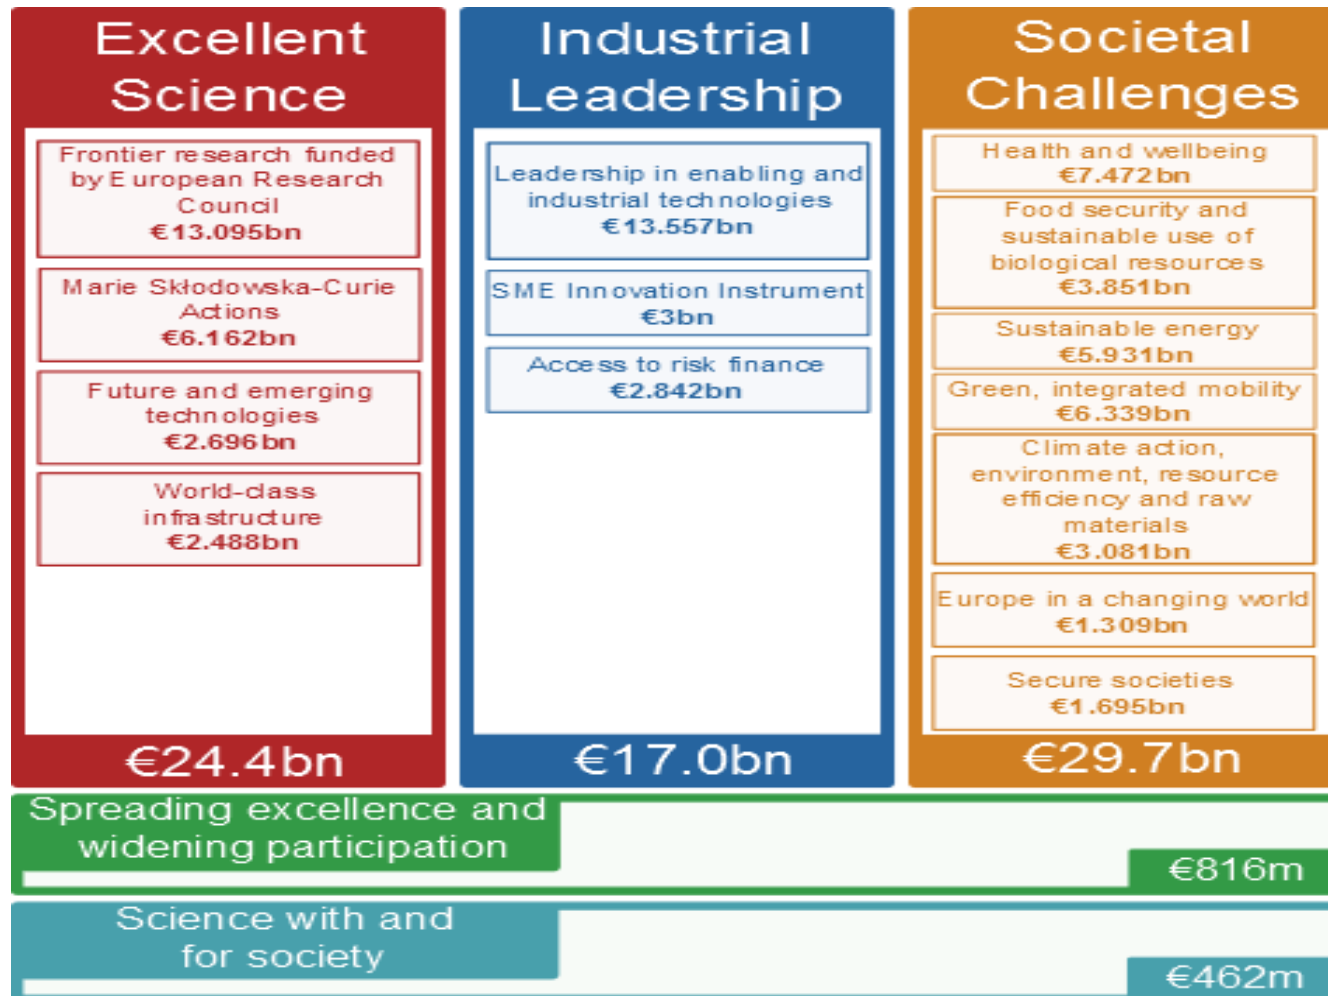 Excellent
Science
Frontier research funded
by European Research
Council
€13.095bn
Marie Skłodowska-Curie
Actions
€6.162bn
Future and emerging
technologies
€2.696bn
World-class
infrastructure
€2.488bn
€24.4bn
Industrial
Leadership
Leadership in enabling and
industrial technologies
€13.557bn
SME Innovation Instrument
€3bn
Access to risk finance
€2.842bn
€17.0bn
Societal
Challenges
Health and wellbeing
€7.472bn
Food security and
sustainable use of
biological resources
€3.851bn
Sustainable energy
€5.931bn
Green, integrated mobility
€6.339bn
Climate action,
environment, resource
efficiency and raw
materials
€3.081bn
Europe in a changing world
€1.309bn
Secure societies
€1.695bn
€29.7bn
Spreading excellence and
widening participation
€816m
Science with and
for society
€462m